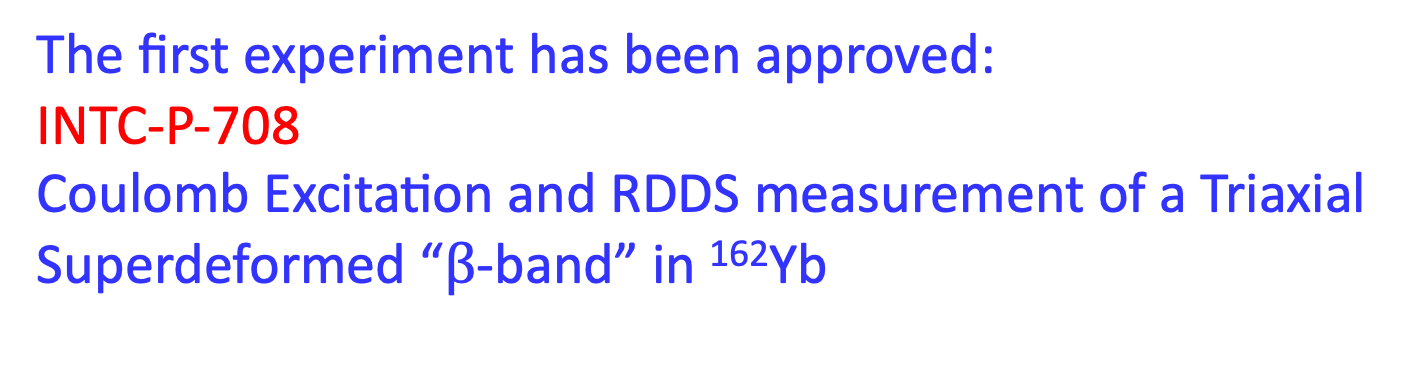 The first experiment has been approved:
INTC-P-708
Coulomb Excitation and RDDS measurement of a Triaxial
Superdeformed “β-band” in ¹⁶²Yb